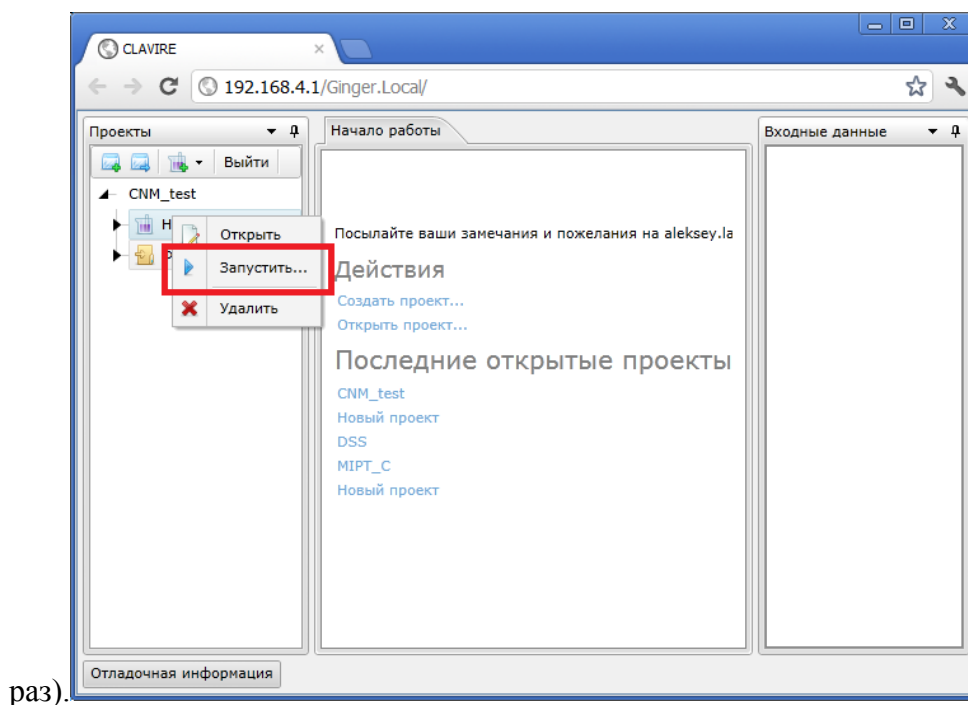 CLAVIRE
192.168.4.1/Ginger.Local/
Проекты
Выйти
CNM_test
Н
Открыть
Запустить...
Удалить
Начало работы
Посылайте ваши замечания и пожелания на aleksey.la
Действия
Создать проект...
Открыть проект...
Последние открытые проекты
CNM_test
Новый проект
DSS
MIPT_C
Новый проект
Входные данные
Отладочная информация
раз).